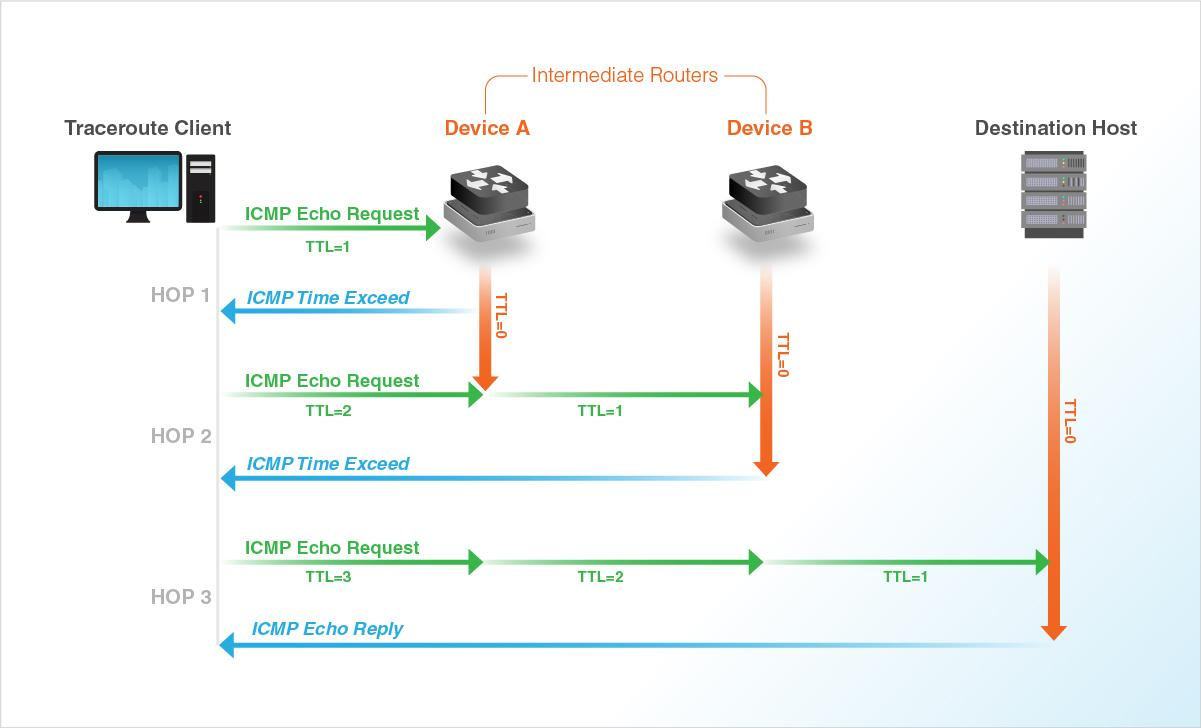 Intermediate Routers
Traceroute Client
Device A
Device B
Destination Host
ICMP Echo Request
TTL=1
HOP 1
ICMP Time Exceed
TTL=0
TTL=0
ICMP Echo Request
TTL=2
TTL=1
TTL=0
HOP 2
ICMP Time Exceed
ICMP Echo Request
TTL=3
TTL=2
TTL=1
HOP 3
ICMP Echo Reply